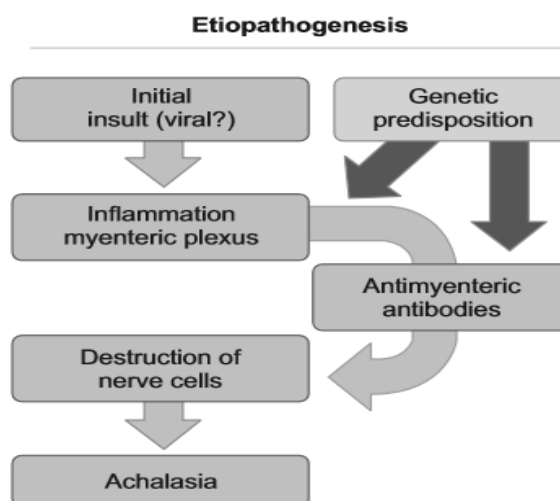 Etiopathogenesis
Initial
insult (viral?)
Genetic
predisposition
Inflammation
myenteric plexus
Antimyenteric
antibodies
Destruction of
nerve cells
Achalasia